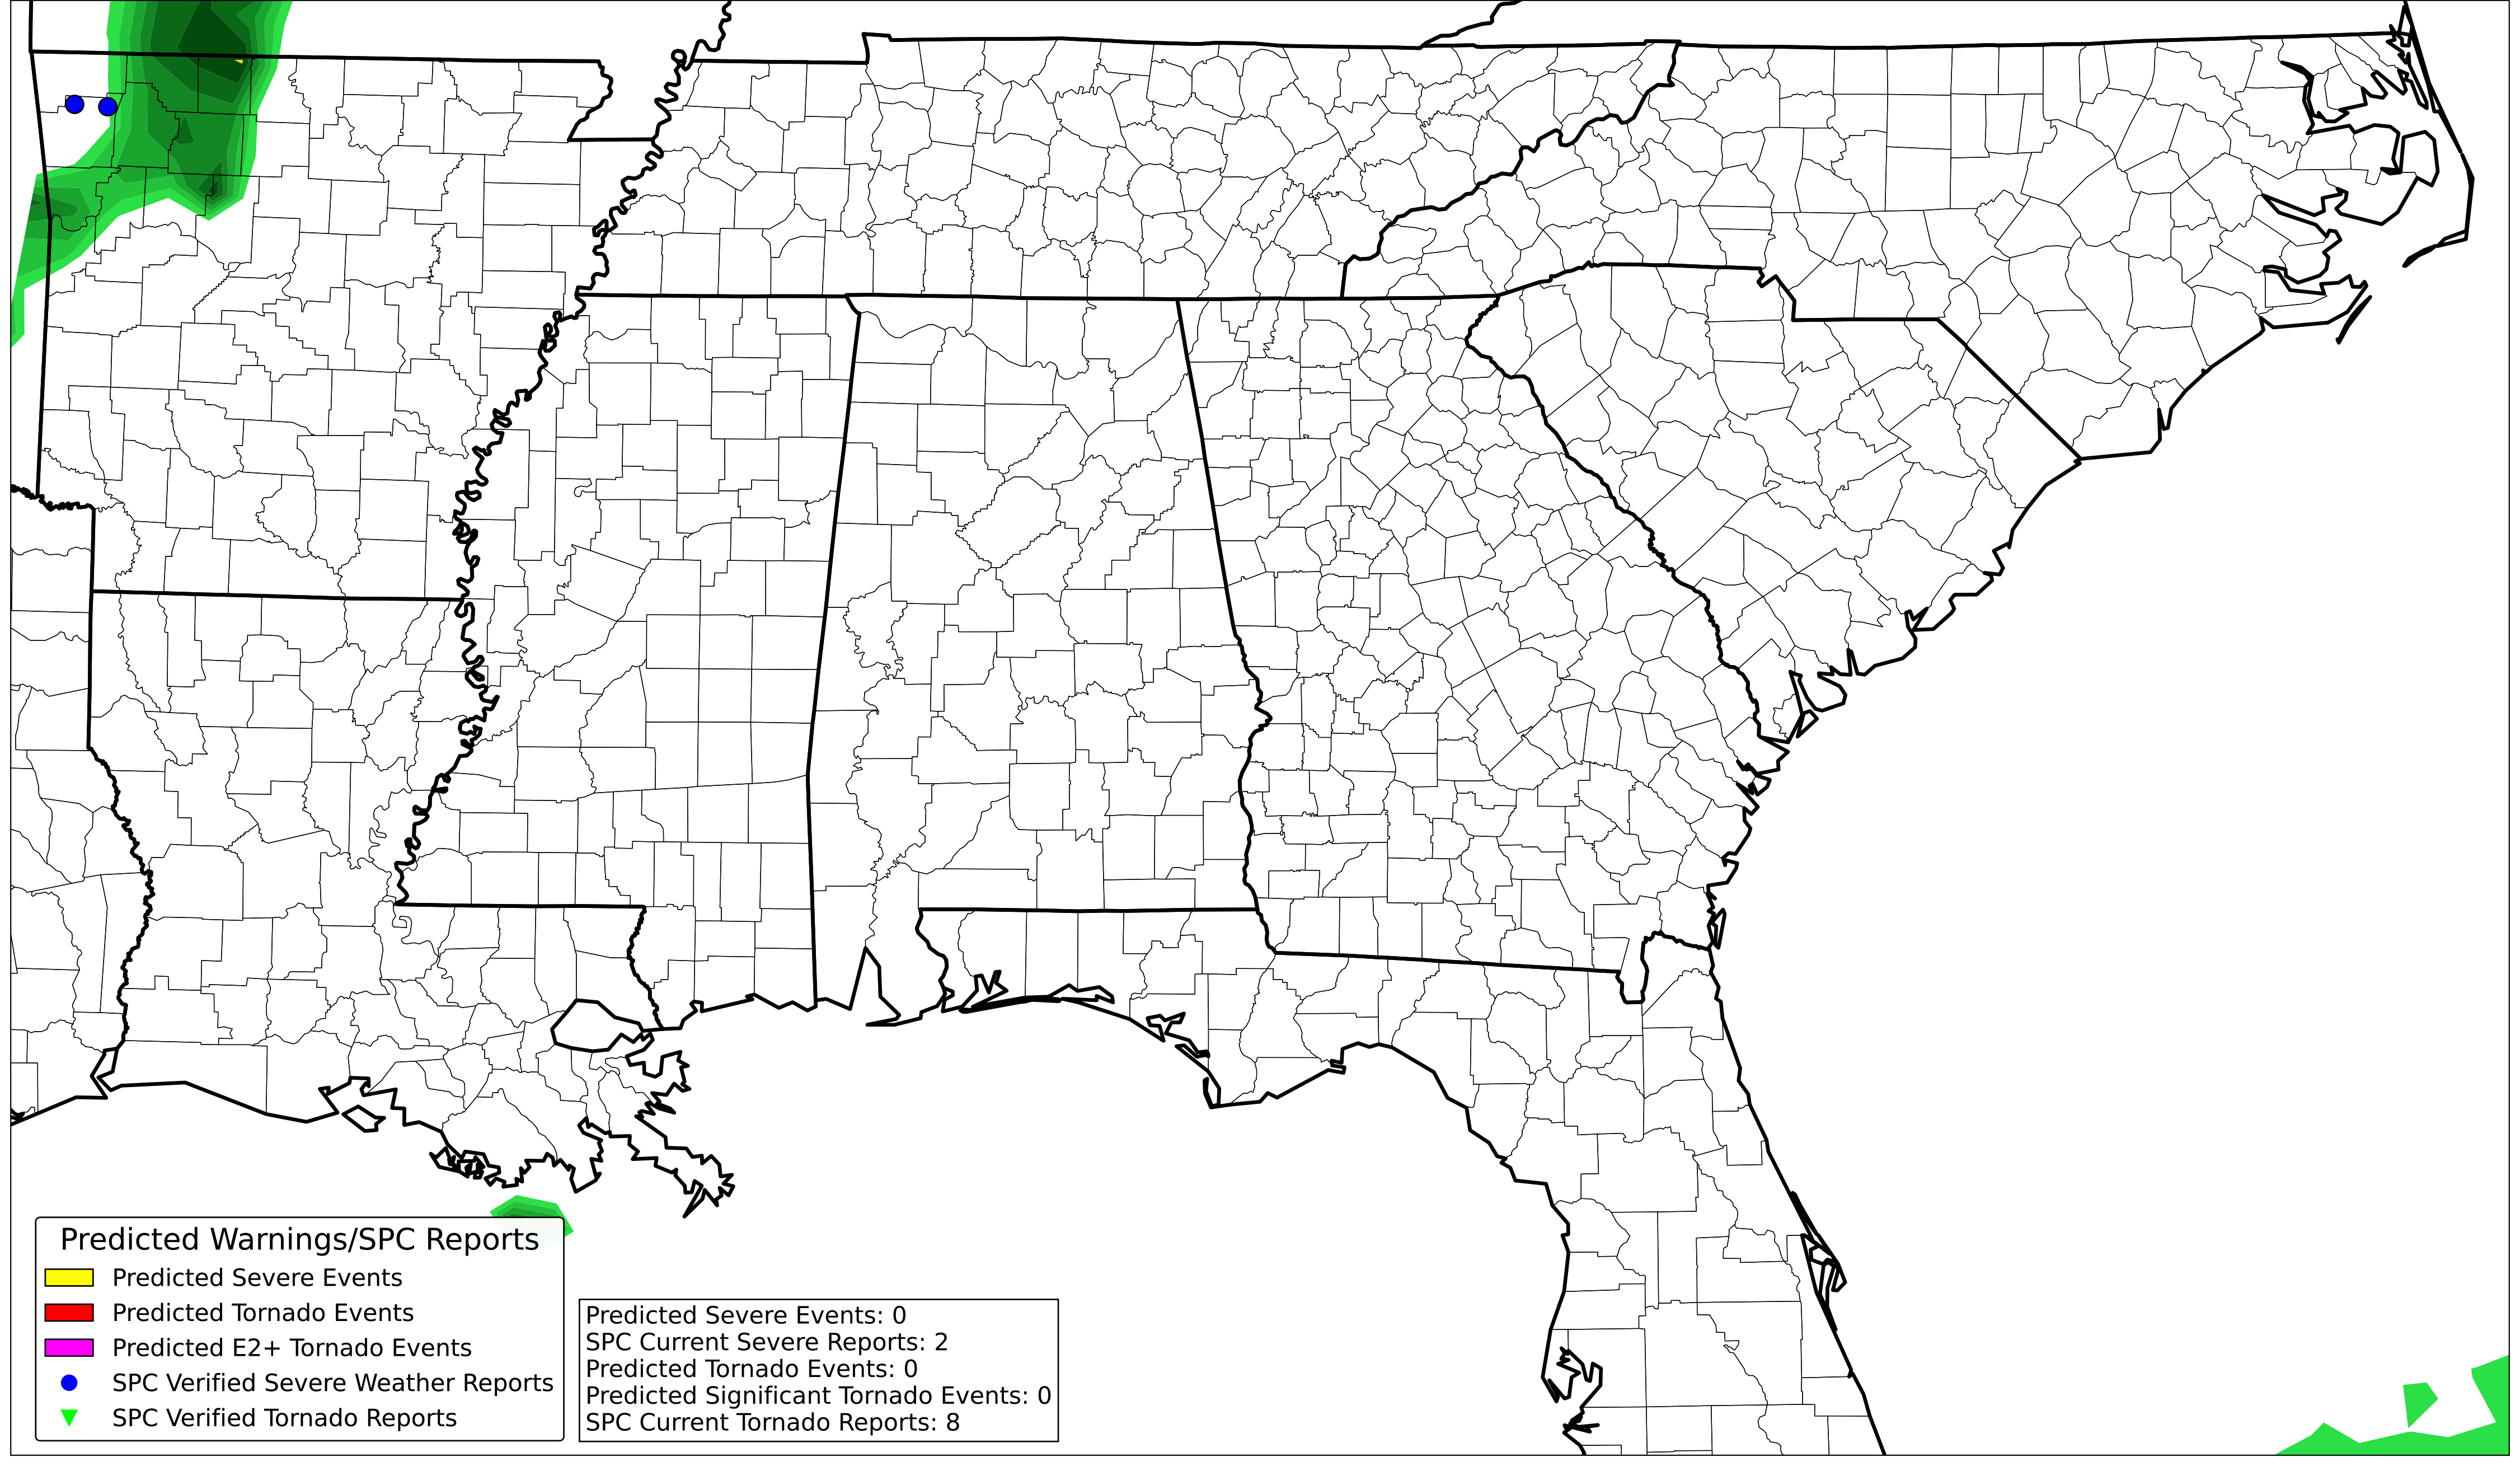 Predicted Warnings/SPC Reports
Predicted Severe Events
Predicted Tornado Events
Predicted E2+ Tornado Events
SPC Verified Severe Weather Reports
SPC Verified Tornado Reports
Predicted Severe Events: 0
SPC Current Severe Reports: 2
Predicted Tornado Events: 0
Predicted Significant Tornado Events: 0
SPC Current Tornado Reports: 8